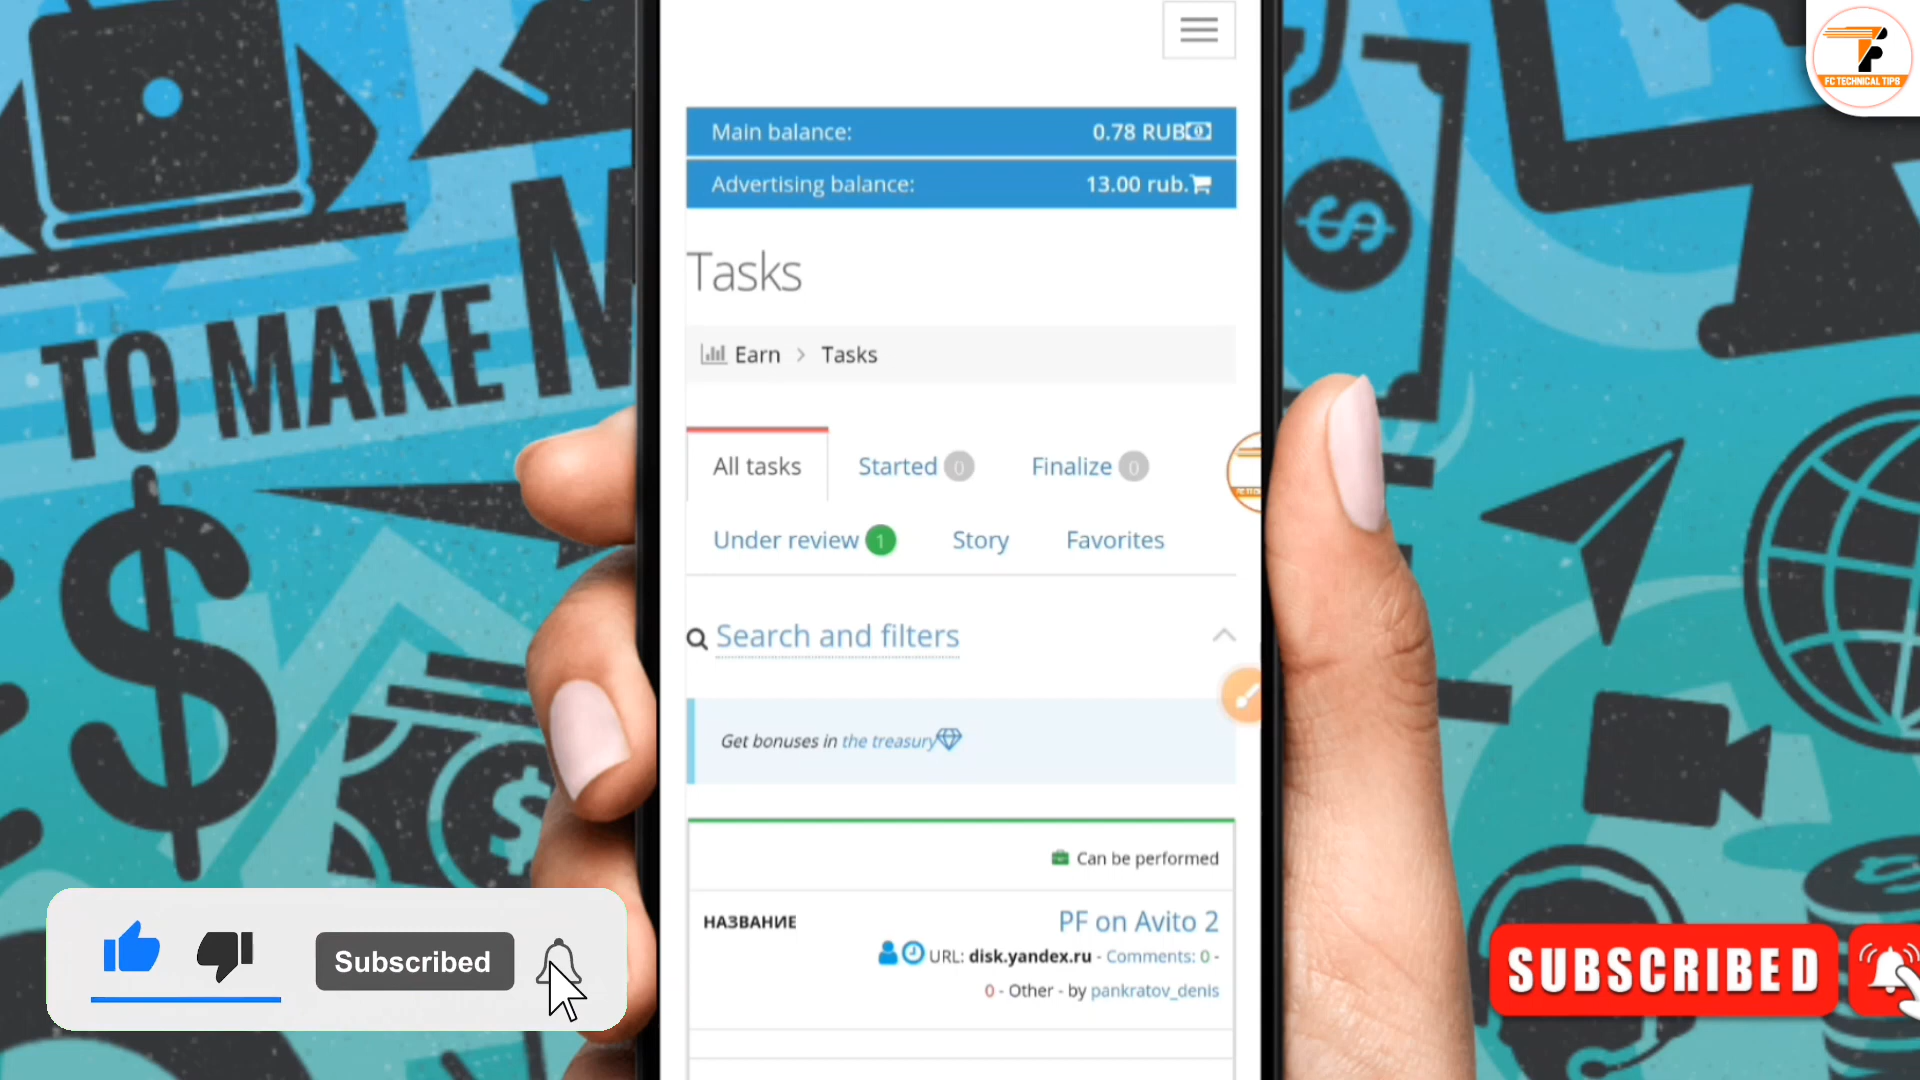 FC TECHNICAL TIPS
Main balance: 0.78 RUB
Advertising balance: 13.00 rub.
Tasks
TO MAKE M
Earn > Tasks
All tasks Started 0 Finalize 0
Under review 1 Story Favorites
Search and filters
Get bonuses in the treasury
Can be performed
НАЗВАНИЕ PF on Avito 2
URL: disk.yandex.ru - Comments: 0 -
0 - Other - by pankratov_denis
Subscribed
SUBSCRIBED